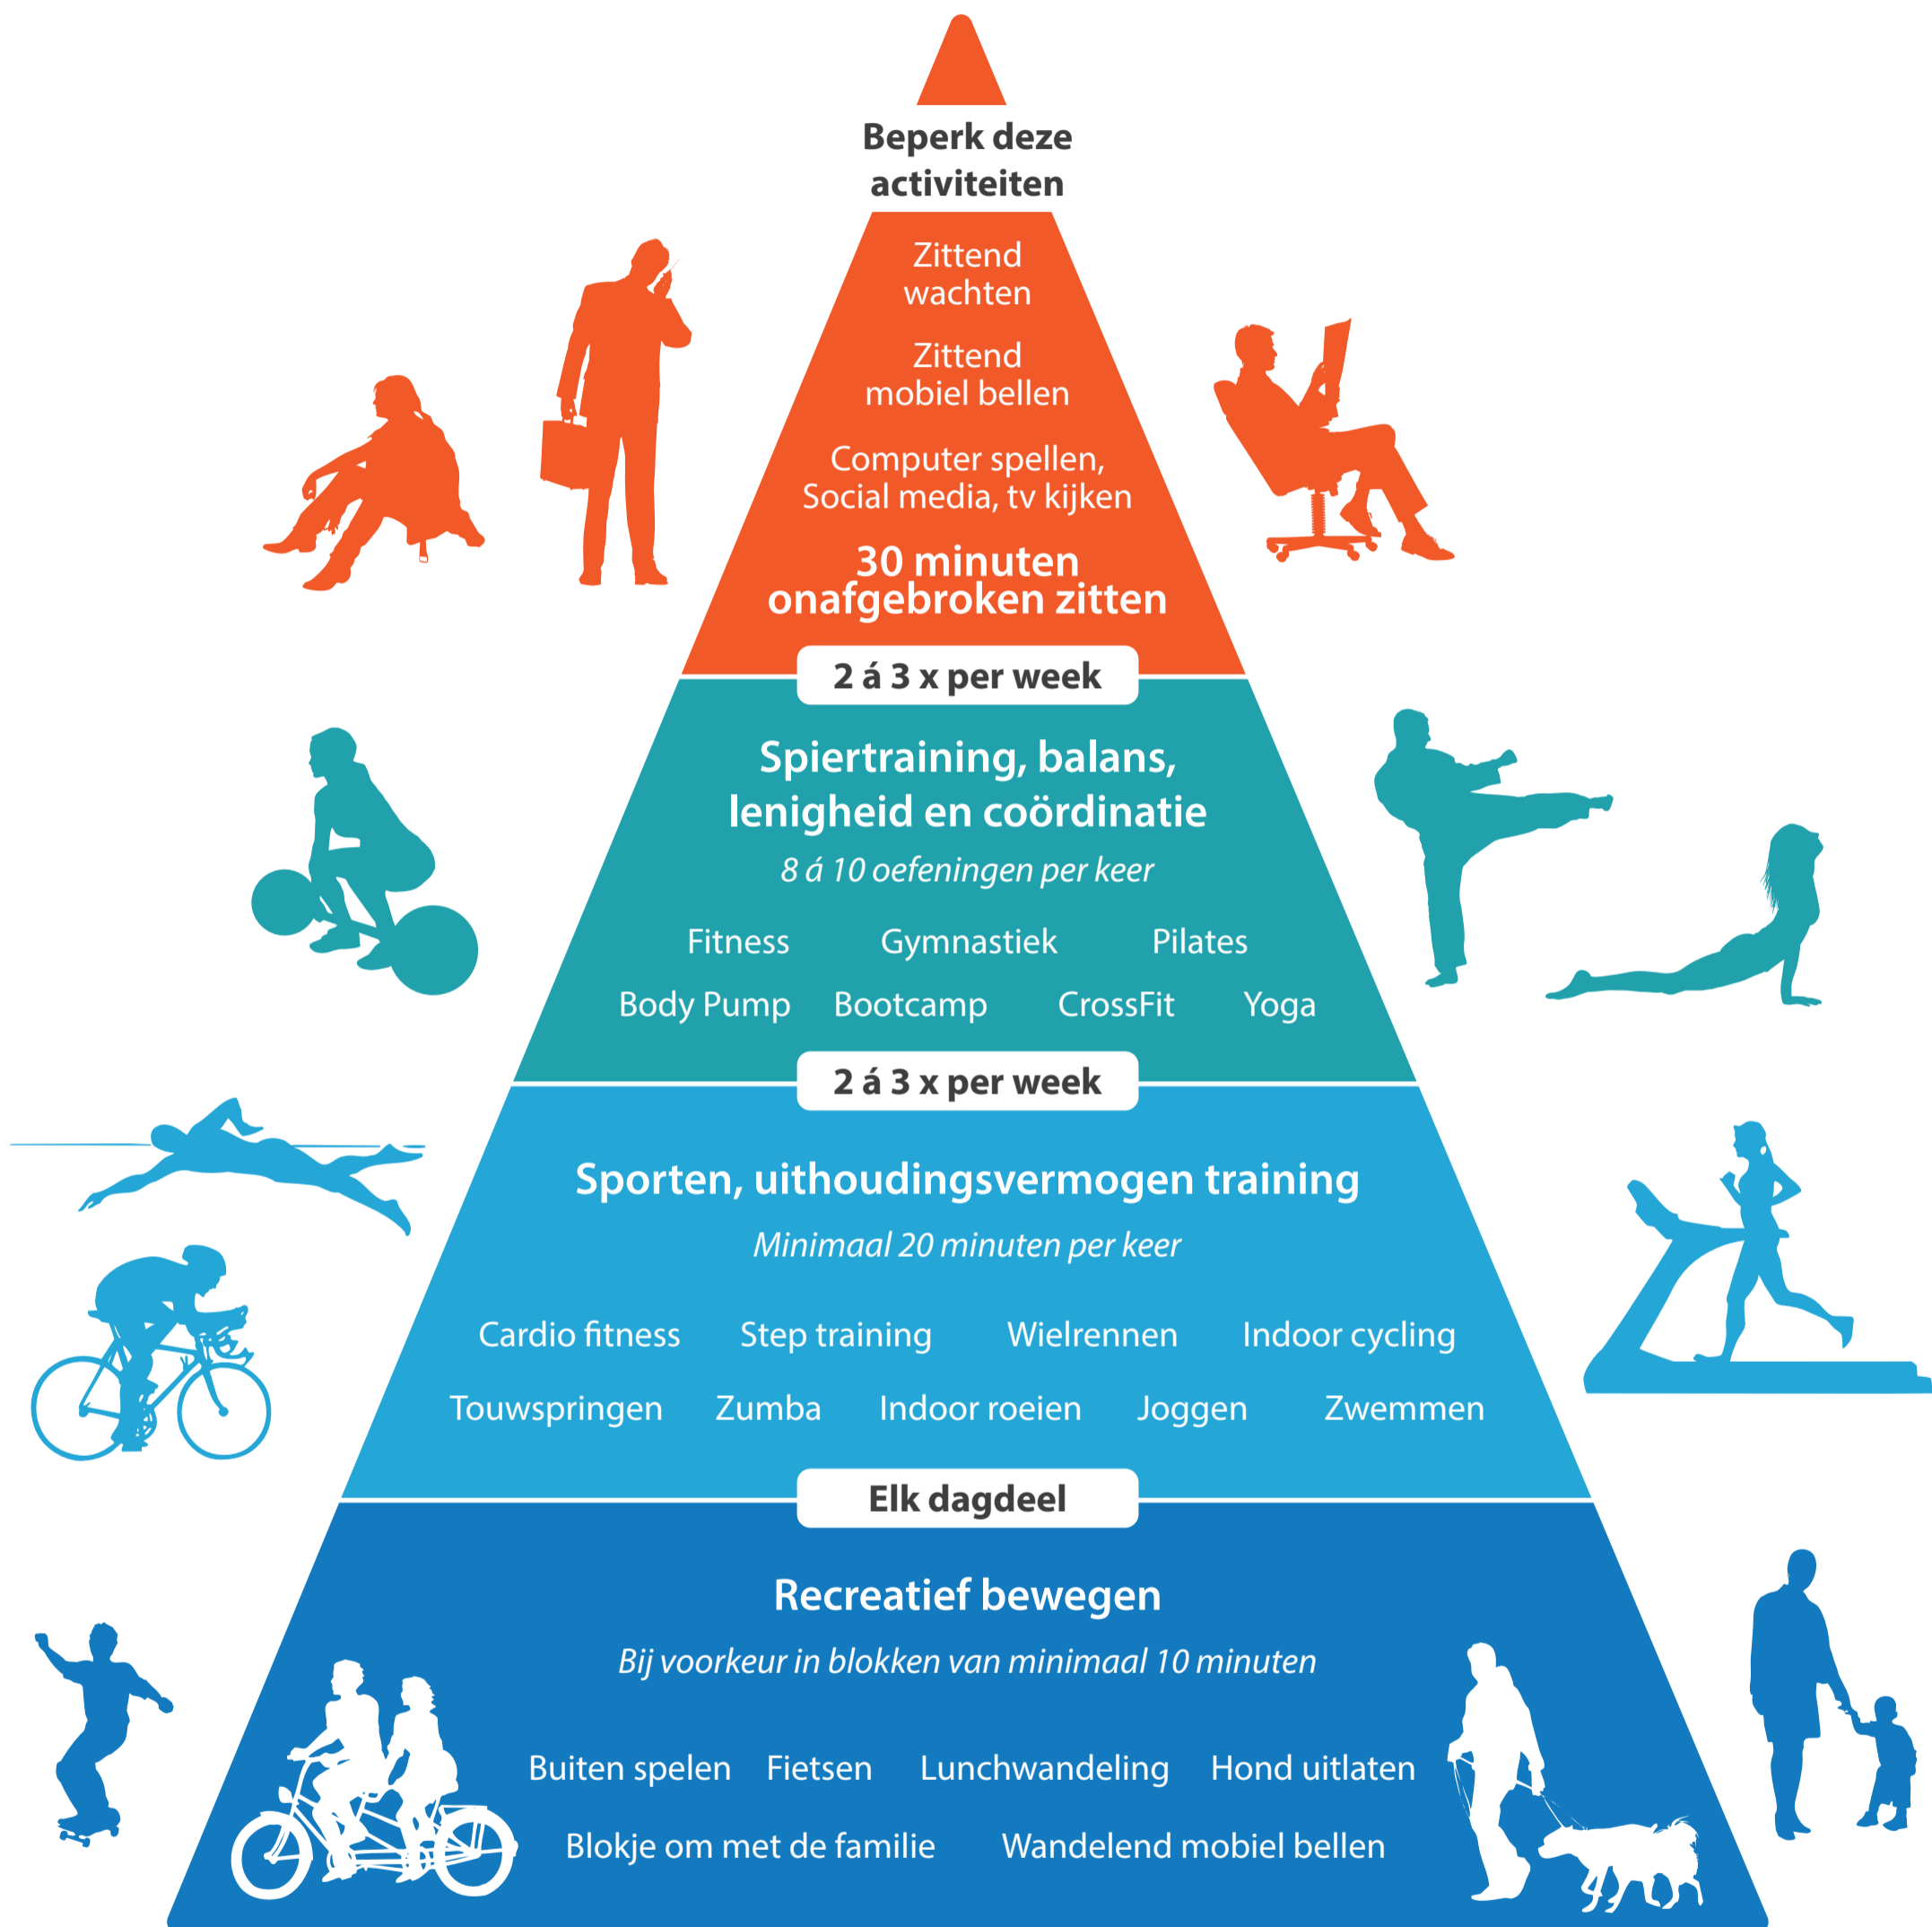 Beperk deze
activiteiten
Zittend
wachten
Zittend
mobiel bellen
Computer spellen,
Social media, tv kijken
30 minuten
onafgebroken zitten
2 á 3 x per week
Spiertraining, balans,
lenigheid en coördinatie
8 á 10 oefeningen per keer
Fitness Gymnastiek Pilates
Body Pump Bootcamp CrossFit Yoga
2 á 3 x per week
Sporten, uithoudingsvermogen training
Minimaal 20 minuten per keer
Cardio fitness Step training Wielrennen Indoor cycling
Touwspringen Zumba Indoor roeien Joggen Zwemmen
Elk dagdeel
Recreatief bewegen
Bij voorkeur in blokken van minimaal 10 minuten
Buiten spelen Fietsen Lunchwandeling Hond uitlaten
Blokje om met de familie Wandelend mobiel bellen